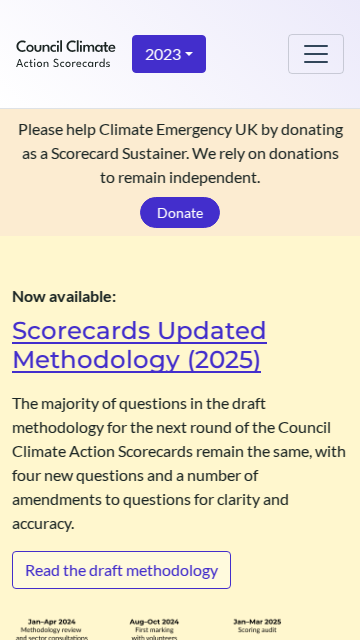 Council Climate
Action Scorecards
2023
Please help Climate Emergency UK by donating
as a Scorecard Sustainer. We rely on donations
to remain independent.
Donate
Now available:
Scorecards Updated
Methodology (2025)
The majority of questions in the draft
methodology for the next round of the Council
Climate Action Scorecards remain the same, with
four new questions and a number of
amendments to questions for clarity and
accuracy.
Read the draft methodology
Jan-Apr 2024 Aug-Oct 2024 Jan-Mar 2025
Methodology review First marking Scoring audit
and sector consultations with volunteers